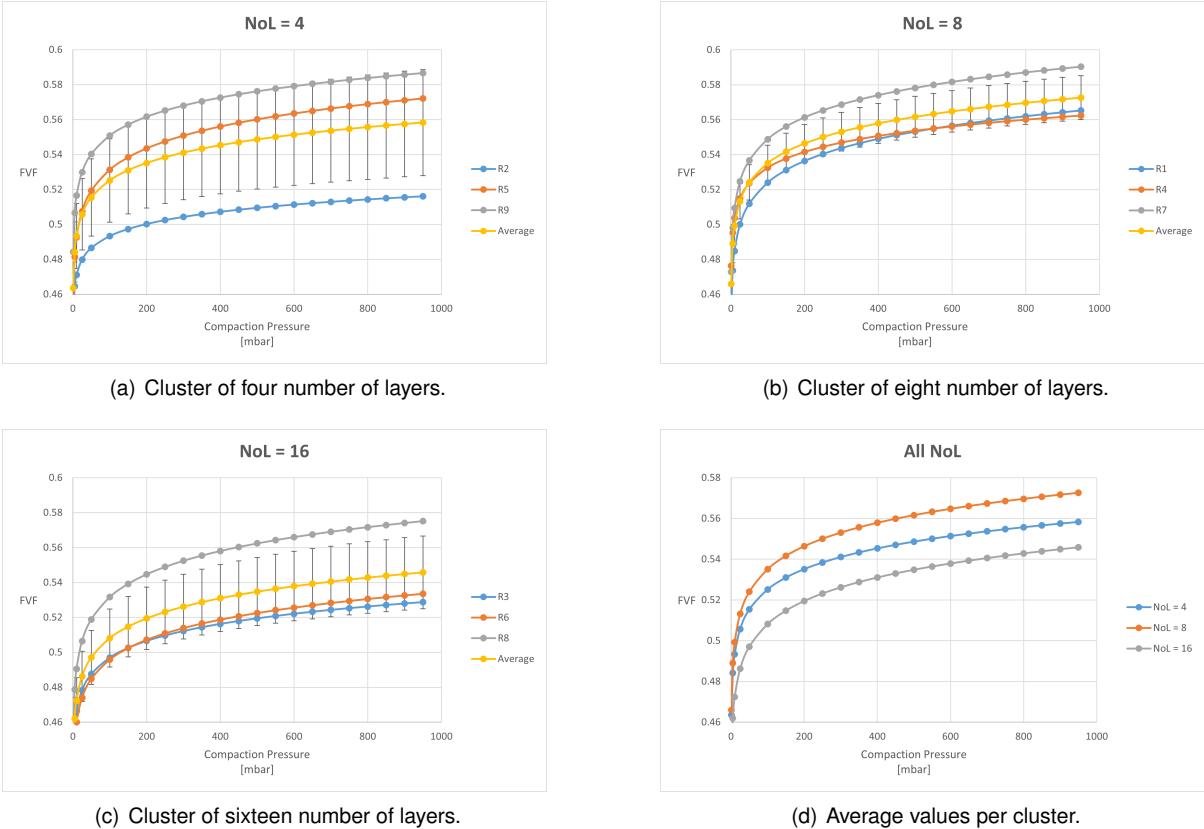 NoL = 4
0.6
0.58
0.56
0.54
0.52
0.5
0.48
0.46
FVF
0 200 400 600 800 1000
Compaction Pressure
[mbar]
R2
R5
R9
Average
(a) Cluster of four number of layers.
NoL = 8
0.6
0.58
0.56
0.54
0.52
0.5
0.48
0.46
FVF
0 200 400 600 800 1000
Compaction Pressure
[mbar]
R1
R4
R7
Average
(b) Cluster of eight number of layers.
NoL = 16
0.6
0.58
0.56
0.54
0.52
0.5
0.48
0.46
FVF
0 200 400 600 800 1000
Compaction Pressure
[mbar]
R3
R6
R8
Average
(c) Cluster of sixteen number of layers.
All NoL
0.58
0.56
0.54
0.52
0.5
0.48
0.46
FVF
0 200 400 600 800 1000
Compaction Pressure
[mbar]
NoL = 4
NoL = 8
NoL = 16
(d) Average values per cluster.